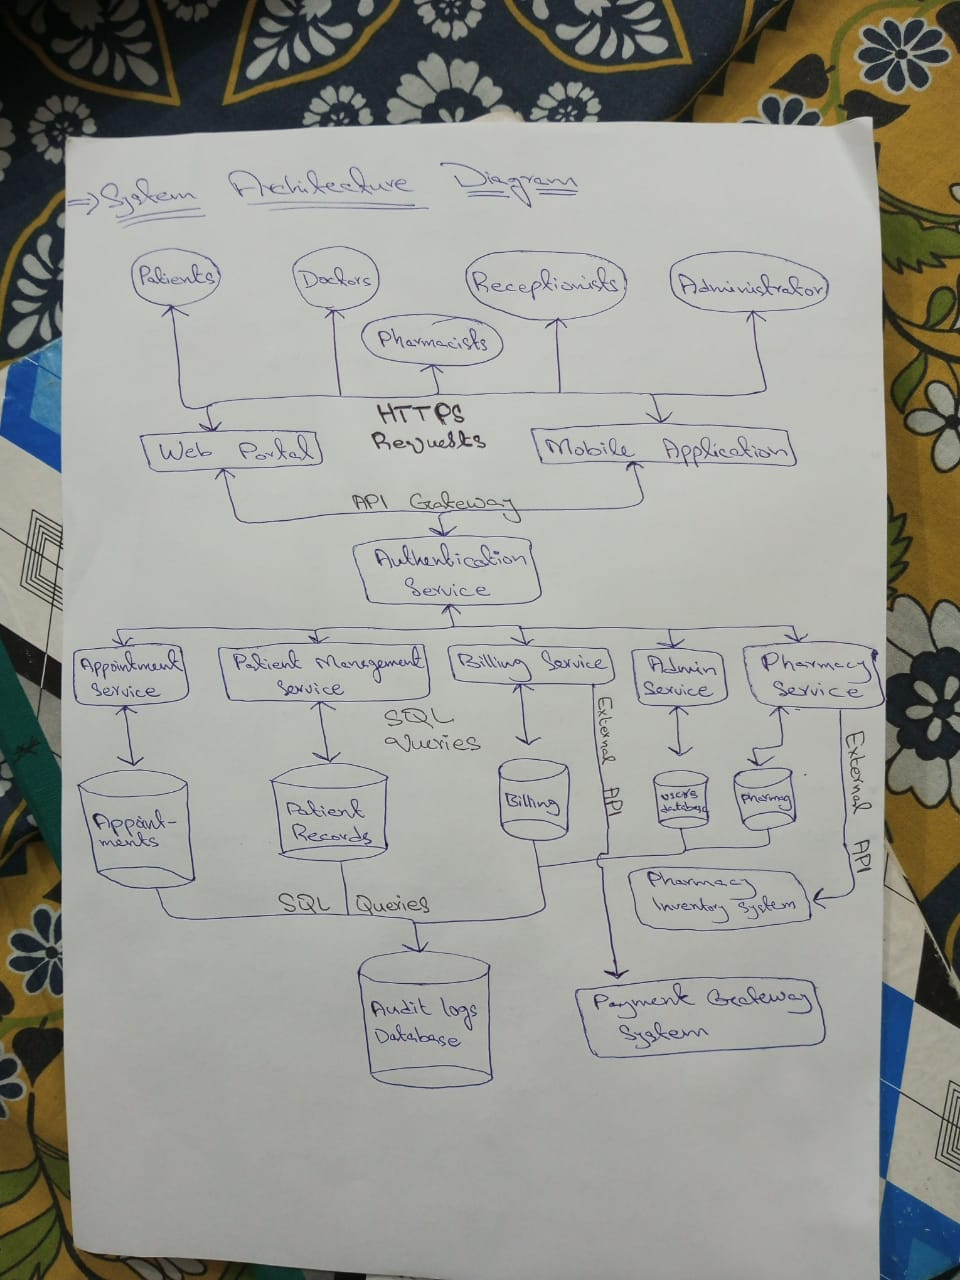 ⇒ System Architecture Diagram
Patients
Doctors
Receptionists
Administrator
Pharmacists
HTTPS
Requests
Web Portal
Mobile Application
API Gateway
Authentication
Service
Appointment
Service
Patient Management
Service
Billing Service
Admin
Service
Pharmacy
Service
SQL
Queries
External API
External API
Appoint-
ments
Patient
Records
Billing
users
database
Pharmacy
Pharmacy
Inventory System
SQL Queries
Audit logs
Database
Payment Gateway
System